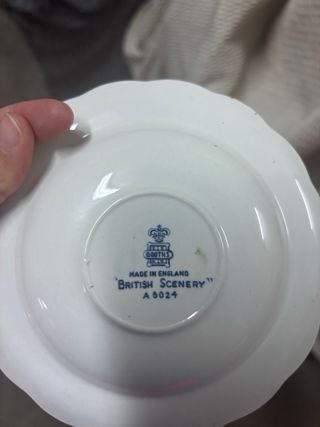 BOOTHS
MADE IN ENGLAND
"BRITISH SCENERY"
A 8024